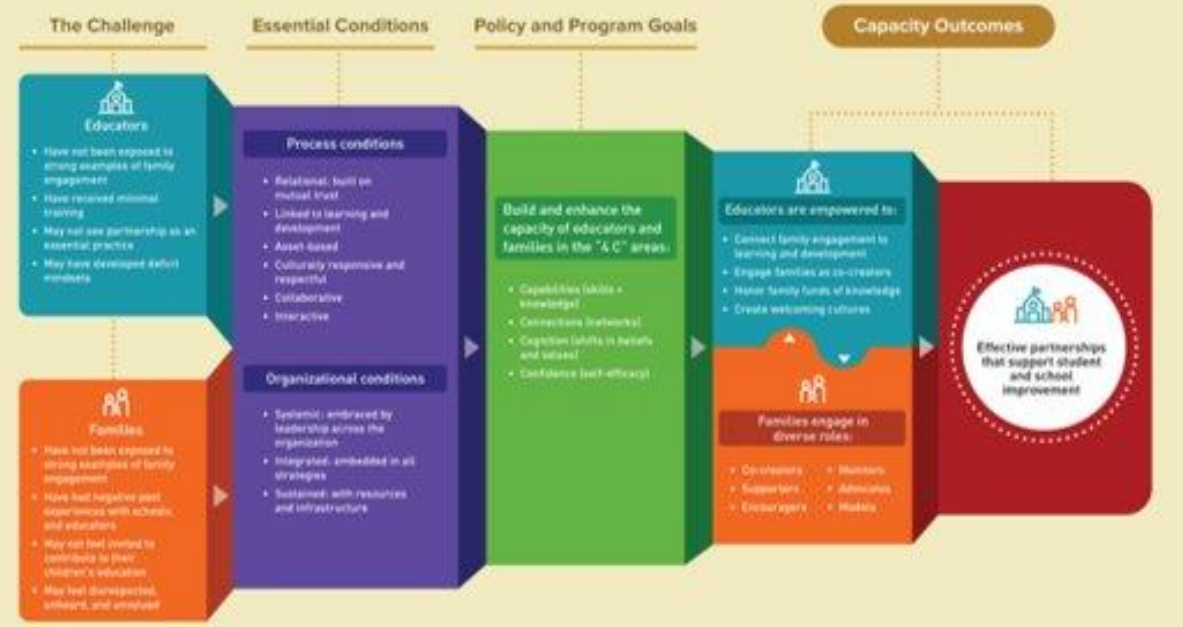 The Challenge
Essential Conditions
Policy and Program Goals
Capacity Outcomes
Educators
• Have not been exposed to
strong examples of family
engagement
• Have received minimal
training
• May not see partnership as an
essential practice
• May have developed deficit
mindsets
Families
• Have not been exposed to
strong examples of family
engagement
• Have had negative past
experiences with schools
and educators
• May not feel invited to
contribute to their
children's education
• May feel disrespected,
unheard, and unvalued
Process conditions
• Relational: built on
mutual trust
• Linked to learning and
development
• Asset-based
• Culturally responsive and
respectful
• Collaborative
• Interactive
Organizational conditions
• Systemic: embraced by
leadership across the
organization
• Integrated: embedded in all
strategies
• Sustained: with resources
and infrastructure
Build and enhance the
capacity of educators and
families in the "4 C" areas:
• Capabilities (skills +
knowledge)
• Connections (networks)
• Cognition (shifts in beliefs
and values)
• Confidence (self-efficacy)
Educators are empowered to:
• Connect family engagement to
learning and development
• Engage families as co-creators
• Honor family funds of knowledge
• Create welcoming cultures
Families engage in
diverse roles:
• Co-creators
• Supporters
• Encouragers
• Monitors
• Advocates
• Models
Effective partnerships
that support student
and school
improvement